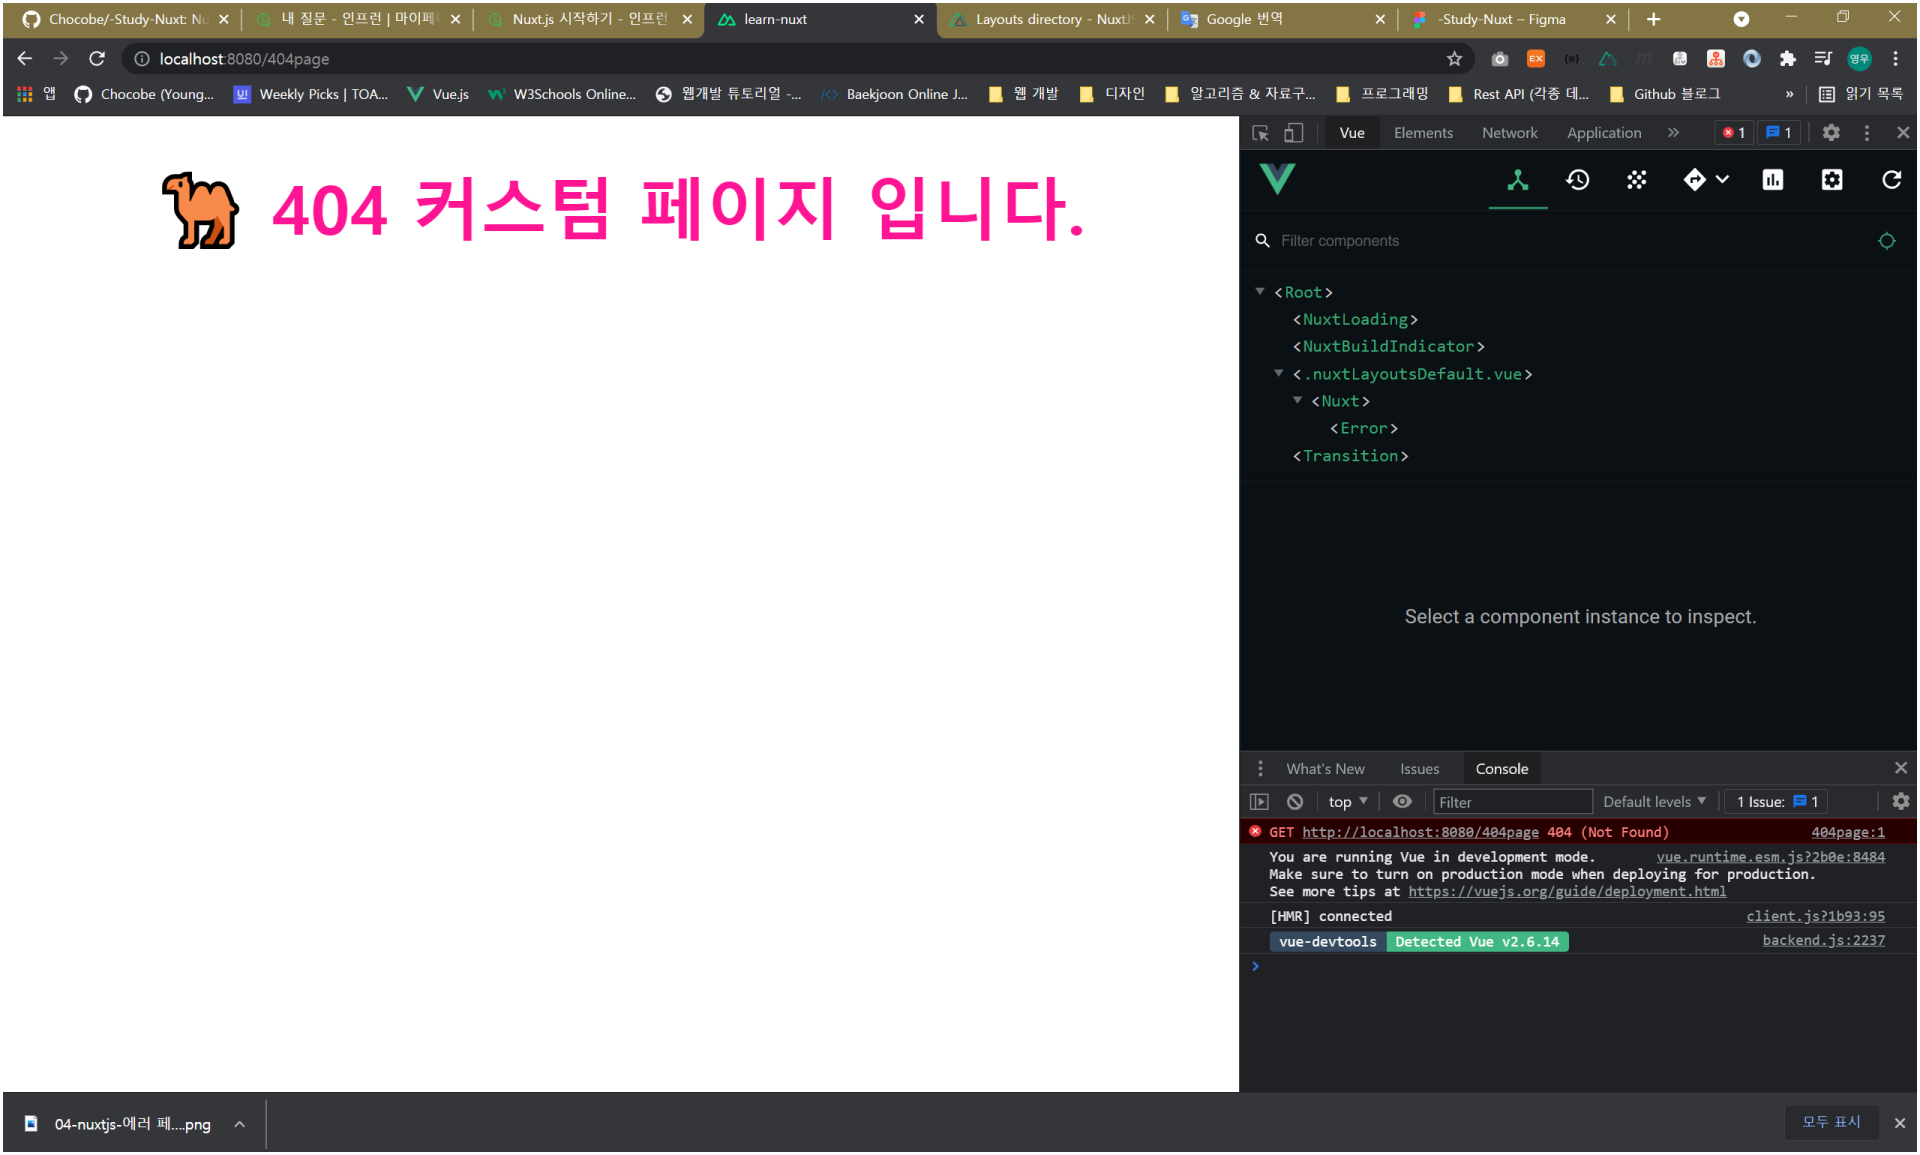 Chocobe/-Study-Nuxt: Nu
내 질문 - 인프런 | 마이페이
Nuxt.js 시작하기 - 인프런
learn-nuxt
Layouts directory - NuxtJS
Google 번역
-Study-Nuxt – Figma
localhost:8080/404page
EX
영우
앱
Chocobe (Young...
Weekly Picks | TOA...
Vue.js
W3Schools Online...
웹개발 튜토리얼 -...
Baekjoon Online J...
웹 개발
디자인
알고리즘 & 자료구...
프로그래밍
Rest API (각종 데...
Github 블로그
»
읽기 목록
404 커스텀 페이지 입니다.
Vue
Elements
Network
Application
»
1
1
Filter components
<Root>
<NuxtLoading>
<NuxtBuildIndicator>
<.nuxtLayoutsDefault.vue>
<Nuxt>
<Error>
<Transition>
Select a component instance to inspect.
What's New
Issues
Console
top
Filter
Default levels
1 Issue: 1
GET http://localhost:8080/404page 404 (Not Found) 404page:1
You are running Vue in development mode. vue.runtime.esm.js?2b0e:8484
Make sure to turn on production mode when deploying for production.
See more tips at https://vuejs.org/guide/deployment.html
[HMR] connected client.js?1b93:95
vue-devtools Detected Vue v2.6.14 backend.js:2237
04-nuxtjs-에러 페....png
모두 표시